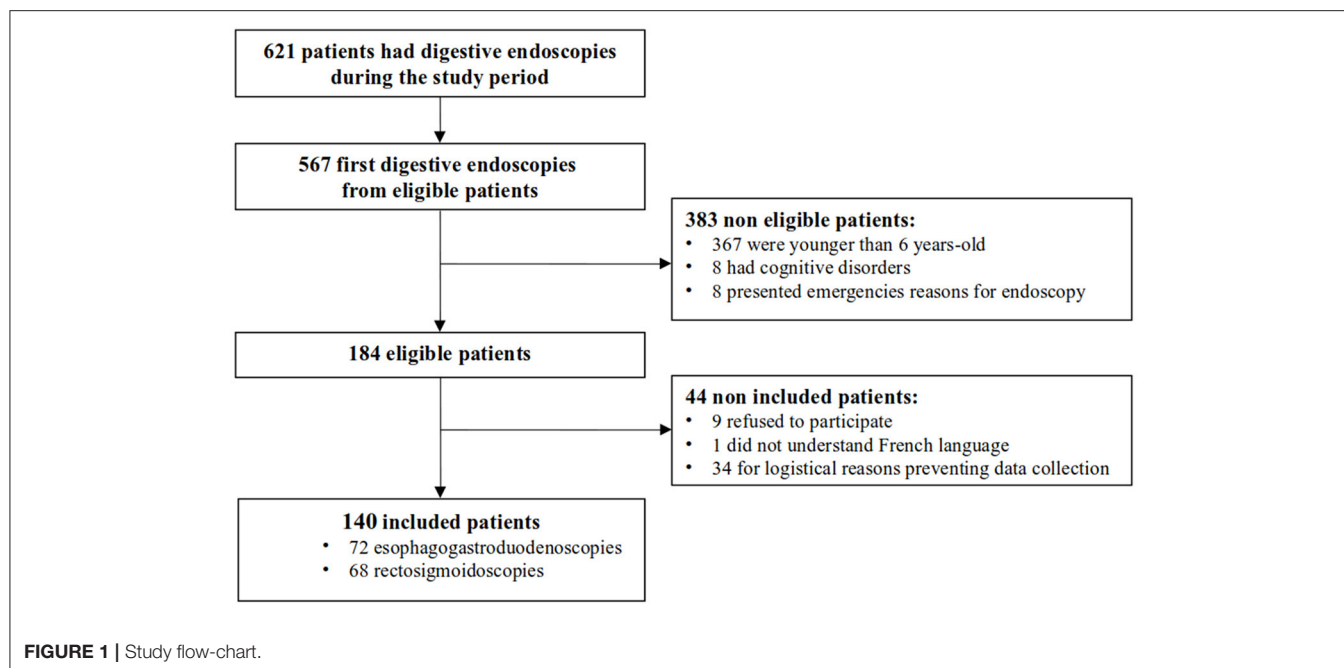 621 patients had digestive endoscopies
during the study period
567 first digestive endoscopies
from eligible patients
383 non eligible patients:
• 367 were younger than 6 years-old
• 8 had cognitive disorders
• 8 presented emergencies reasons for endoscopy
184 eligible patients
44 non included patients:
• 9 refused to participate
• 1 did not understand French language
• 34 for logistical reasons preventing data collection
140 included patients
• 72 esophagogastroduodenoscopies
• 68 rectosigmoidoscopies
FIGURE 1 | Study flow-chart.